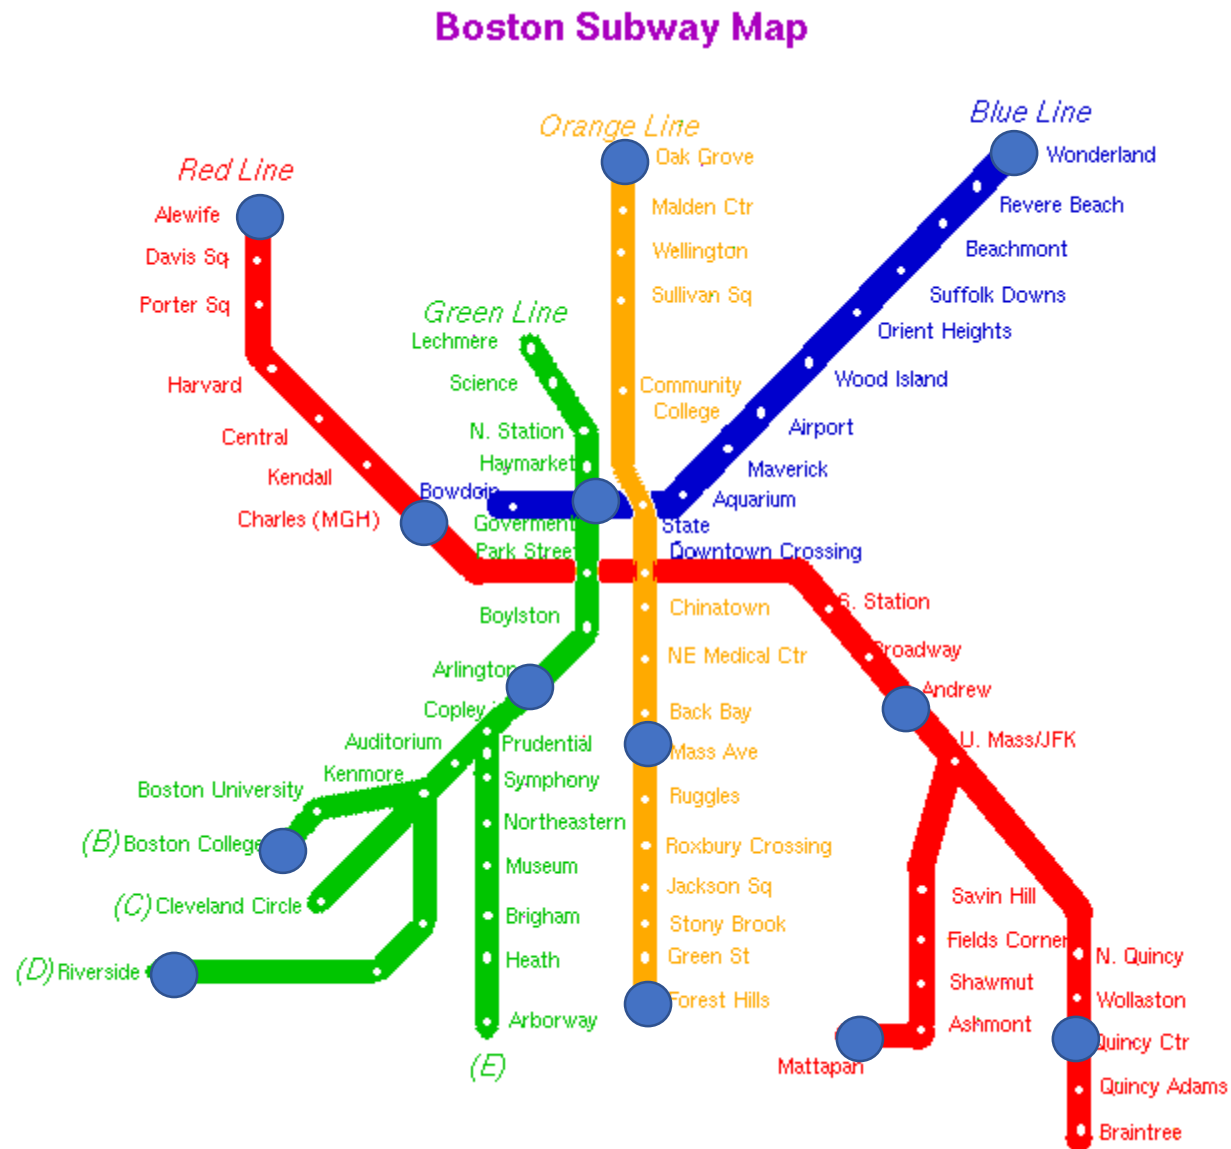 Boston Subway Map
Red Line
Alewife
Davis Sq
Porter Sq
Harvard
Central
Kendall
Charles (MGH)
Orange Line
Oak Grove
Malden Ctr
Wellington
Sullivan Sq
Community
College
Blue Line
Wonderland
Revere Beach
Beachmont
Suffolk Downs
Orient Heights
Wood Island
Airport
Maverick
Aquarium
State
Downtown Crossing
Green Line
Lechmere
Science
N. Station
Haymarket
Bowdoin
Goverment
Park Street
Boylston
Arlington
Copley
Auditorium
Kenmore
Boston University
(B) Boston College
(C) Cleveland Circle
(D) Riverside
Prudential
Symphony
Northeastern
Museum
Brigham
Heath
Arborway
(E)
Chinatown
NE Medical Ctr
Back Bay
Mass Ave
Ruggles
Roxbury Crossing
Jackson Sq
Stony Brook
Green St
Forest Hills
S. Station
Broadway
Andrew
U. Mass/JFK
Savin Hill
Fields Corner
Shawmut
Ashmont
Mattapan
N. Quincy
Wollaston
Quincy Ctr
Quincy Adams
Braintree